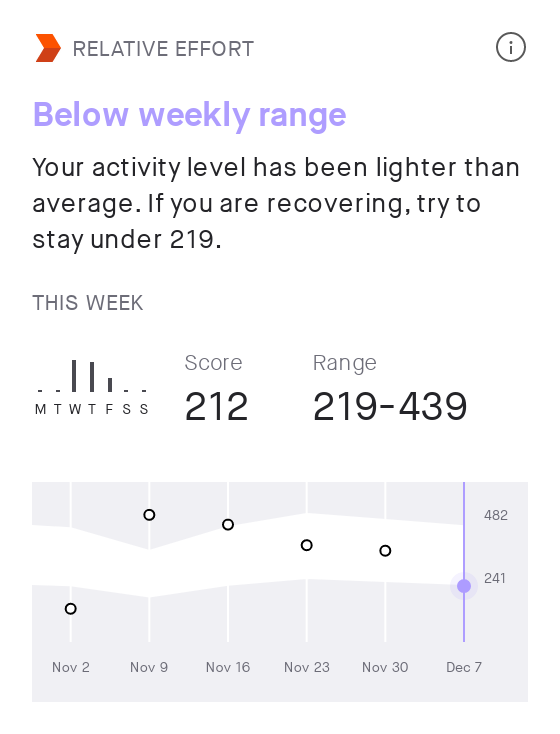 RELATIVE EFFORT
Below weekly range
Your activity level has been lighter than
average. If you are recovering, try to
stay under 219.
THIS WEEK
Score Range
212 219-439
M T W T F S S
482
241
Nov 2 Nov 9 Nov 16 Nov 23 Nov 30 Dec 7